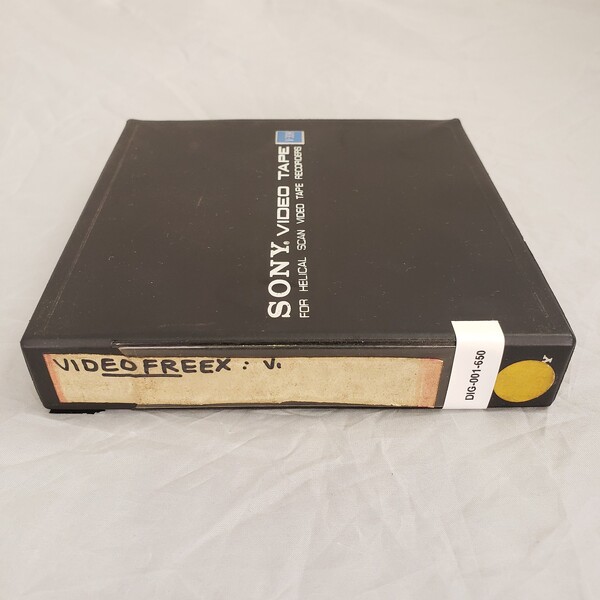 SONY. VIDEO TAPE
FOR HELICAL SCAN VIDEO TAPE RECORDERS
VIDEOFREEX : V.
DIG-001-650
Y